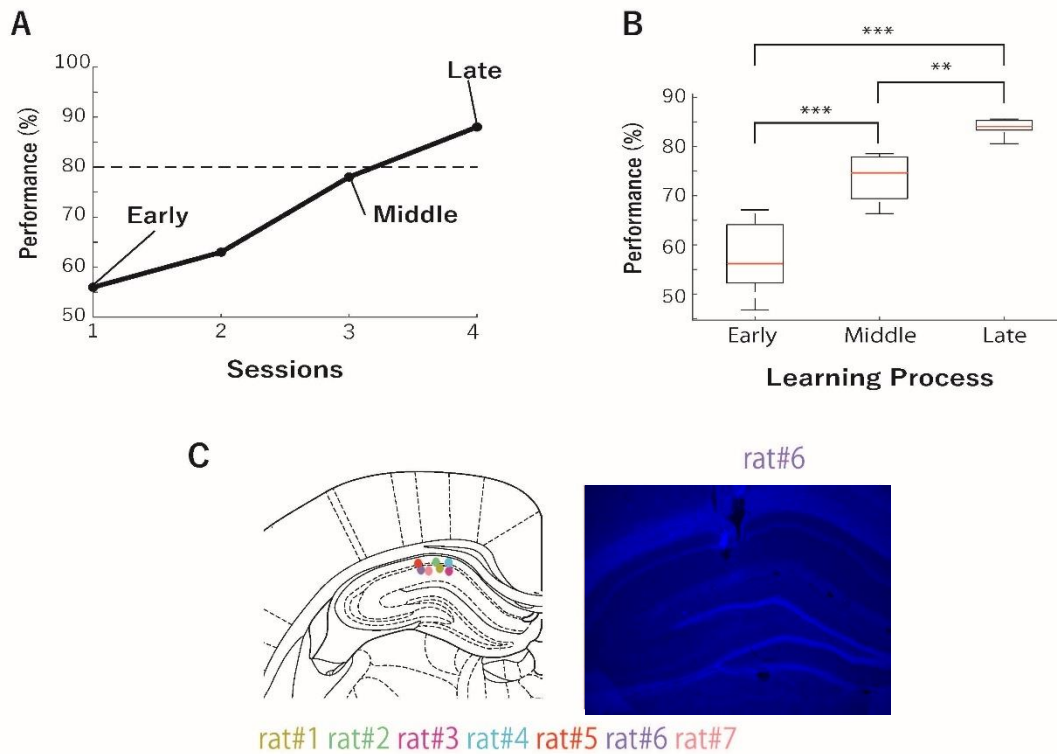 A
Performance (%)
100
90
80
70
60
50
Early
Middle
Late
1 2 3 4
Sessions
B
Performance (%)
90
80
70
60
50
***
***
**
Early Middle Late
Learning Process
C
rat#6
rat#1 rat#2 rat#3 rat#4 rat#5 rat#6 rat#7